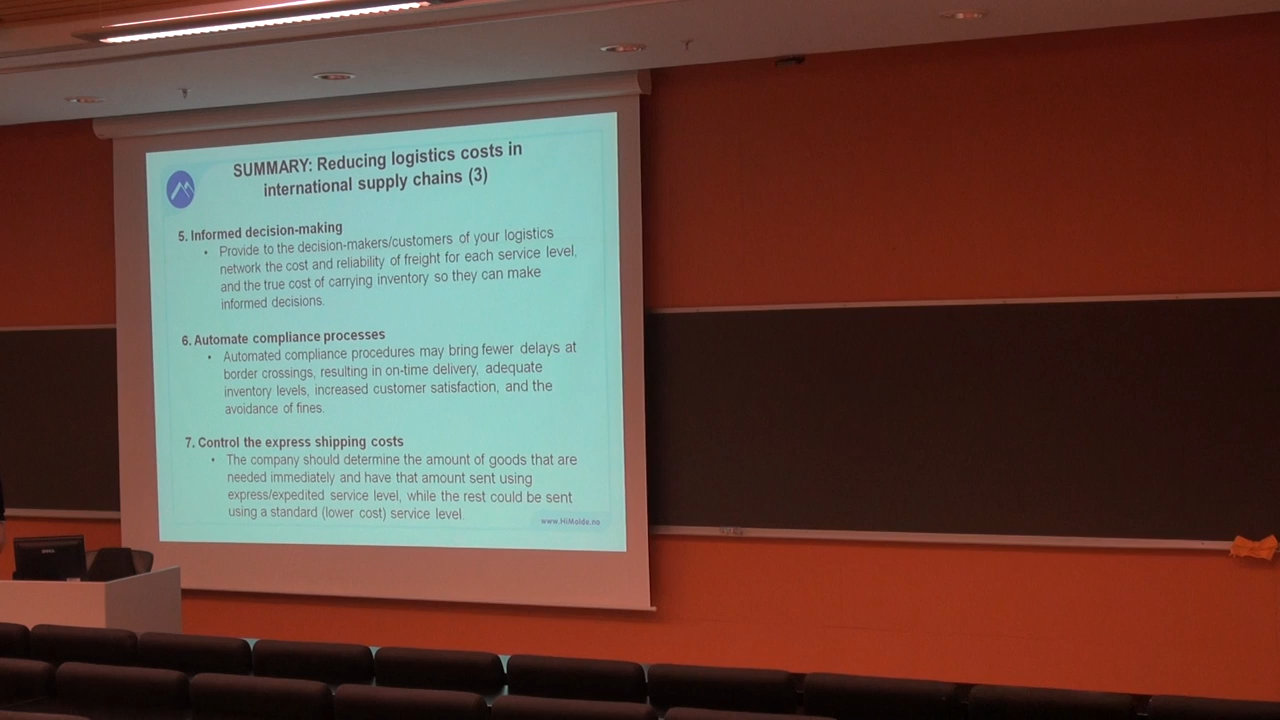 SUMMARY: Reducing logistics costs in
international supply chains (3)
5. Informed decision-making
• Provide to the decision-makers/customers of your logistics
network the cost and reliability of freight for each service level,
and the true cost of carrying inventory so they can make
informed decisions.
6. Automate compliance processes
• Automated compliance procedures may bring fewer delays at
border crossings, resulting in on-time delivery, adequate
inventory levels, increased customer satisfaction, and the
avoidance of fines.
7. Control the express shipping costs
• The company should determine the amount of goods that are
needed immediately and have that amount sent using
express/expedited service level, while the rest could be sent
using a standard (lower cost) service level.
www.HiMolde.no